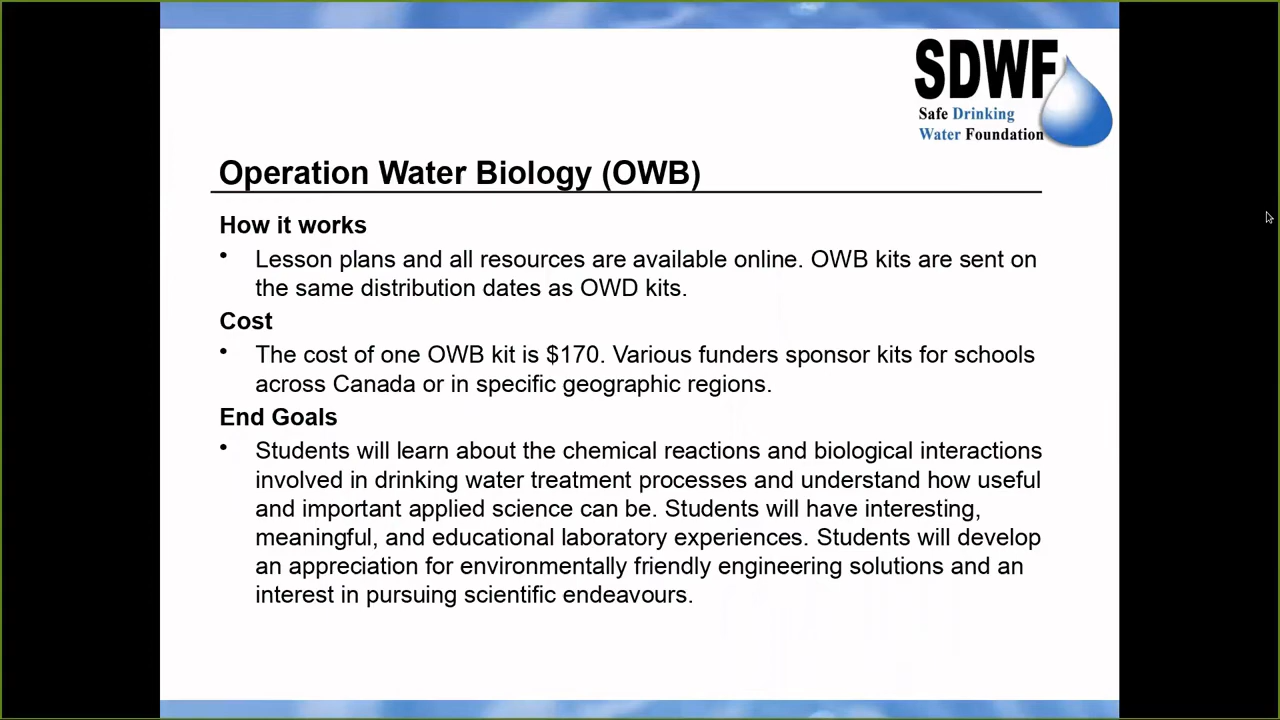 SDWF
Safe Drinking
Water Foundation
Operation Water Biology (OWB)
How it works
• Lesson plans and all resources are available online. OWB kits are sent on
the same distribution dates as OWD kits.
Cost
• The cost of one OWB kit is $170. Various funders sponsor kits for schools
across Canada or in specific geographic regions.
End Goals
• Students will learn about the chemical reactions and biological interactions
involved in drinking water treatment processes and understand how useful
and important applied science can be. Students will have interesting,
meaningful, and educational laboratory experiences. Students will develop
an appreciation for environmentally friendly engineering solutions and an
interest in pursuing scientific endeavours.